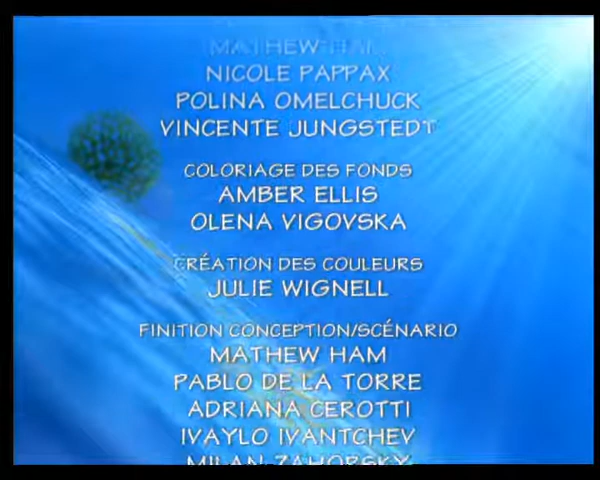 MATHEW HAM
NICOLE PAPPAX
POLINA OMELCHUCK
VINCENTE JUNGSTEDT
COLORIAGE DES FONDS
AMBER ELLIS
OLENA VIGOVSKA
CRÉATION DES COULEURS
JULIE WIGNELL
FINITION CONCEPTION/SCÉNARIO
MATHEW HAM
PABLO DE LA TORRE
ADRIANA CEROTTI
IVAYLO IVANTCHEV
MILAN ZAHORSKY